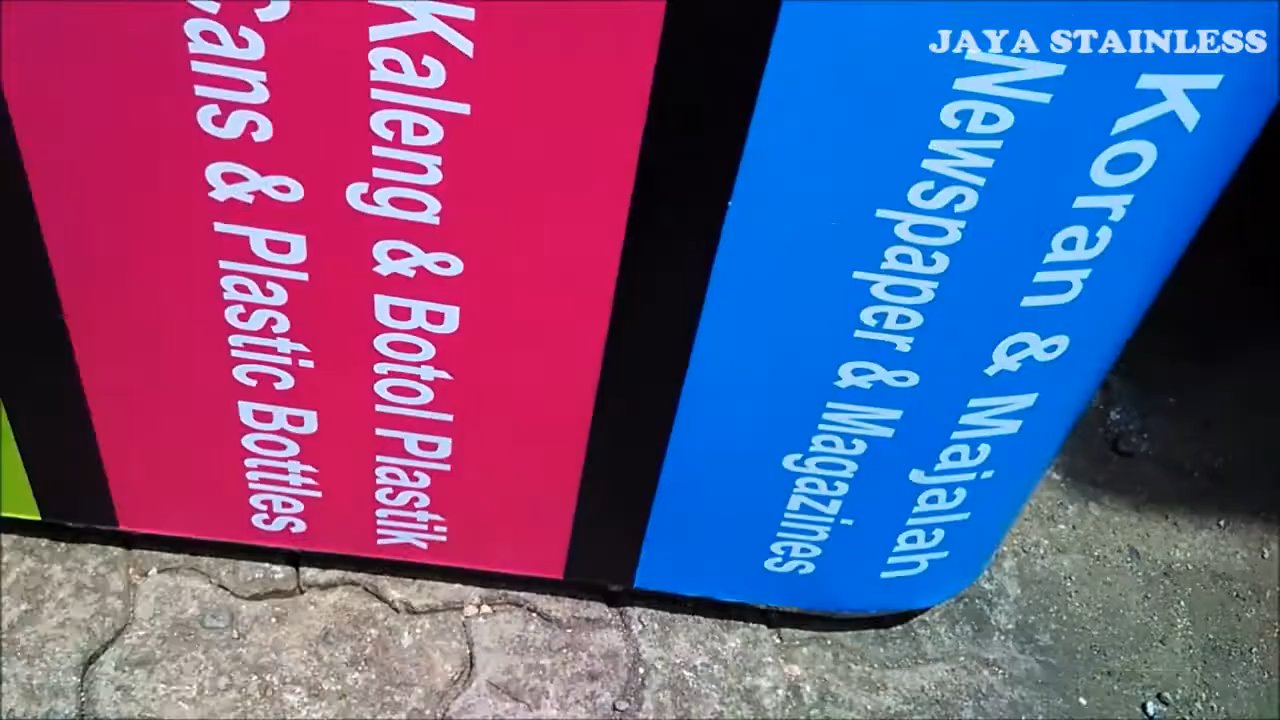 JAYA STAINLESS
Koran & Majalah
Newspaper & Magazines
Kaleng & Botol Plastik
Cans & Plastic Bottles